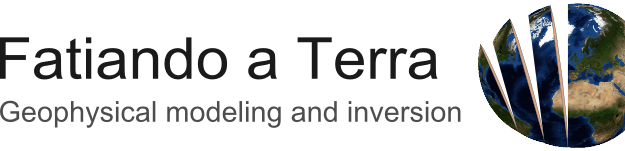 Fatiando a Terra
Geophysical modeling and inversion